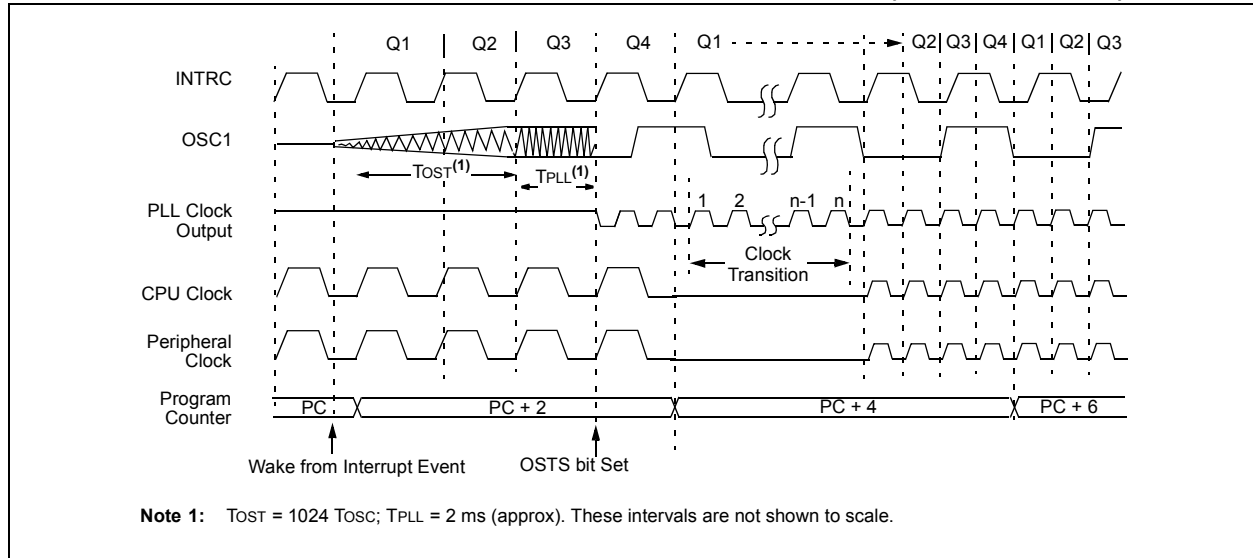 Q1 Q2 Q3 Q4 Q1 Q2 Q3 Q4 Q1 Q2 Q3
INTRC
OSC1
TOST(1) TPLL(1)
PLL Clock
Output
1 2 n-1 n
Clock
Transition
CPU Clock
Peripheral
Clock
Program
Counter
PC PC + 2 PC + 4 PC + 6
Wake from Interrupt Event OSTS bit Set
Note 1: TOST = 1024 TOSC; TPLL = 2 ms (approx). These intervals are not shown to scale.